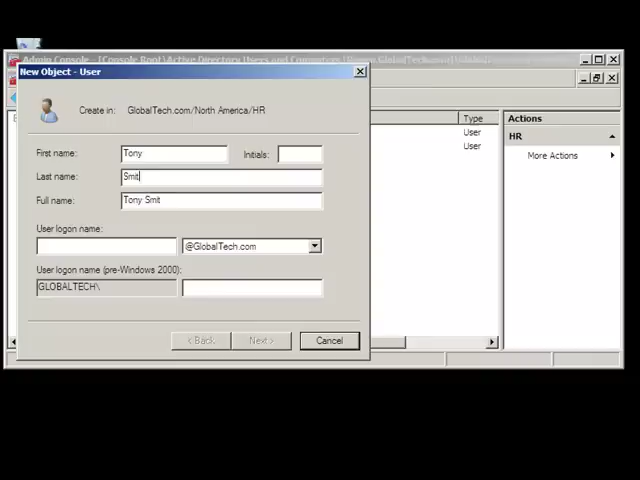 New Object - User
Create in: GlobalTech.com/North America/HR
First name: Tony Initials:
Last name: Smit
Full name: Tony Smit
User logon name:
@GlobalTech.com
User logon name (pre-Windows 2000):
GLOBALTECH\
< Back Next > Cancel
Type
User
User
Actions
HR
More Actions